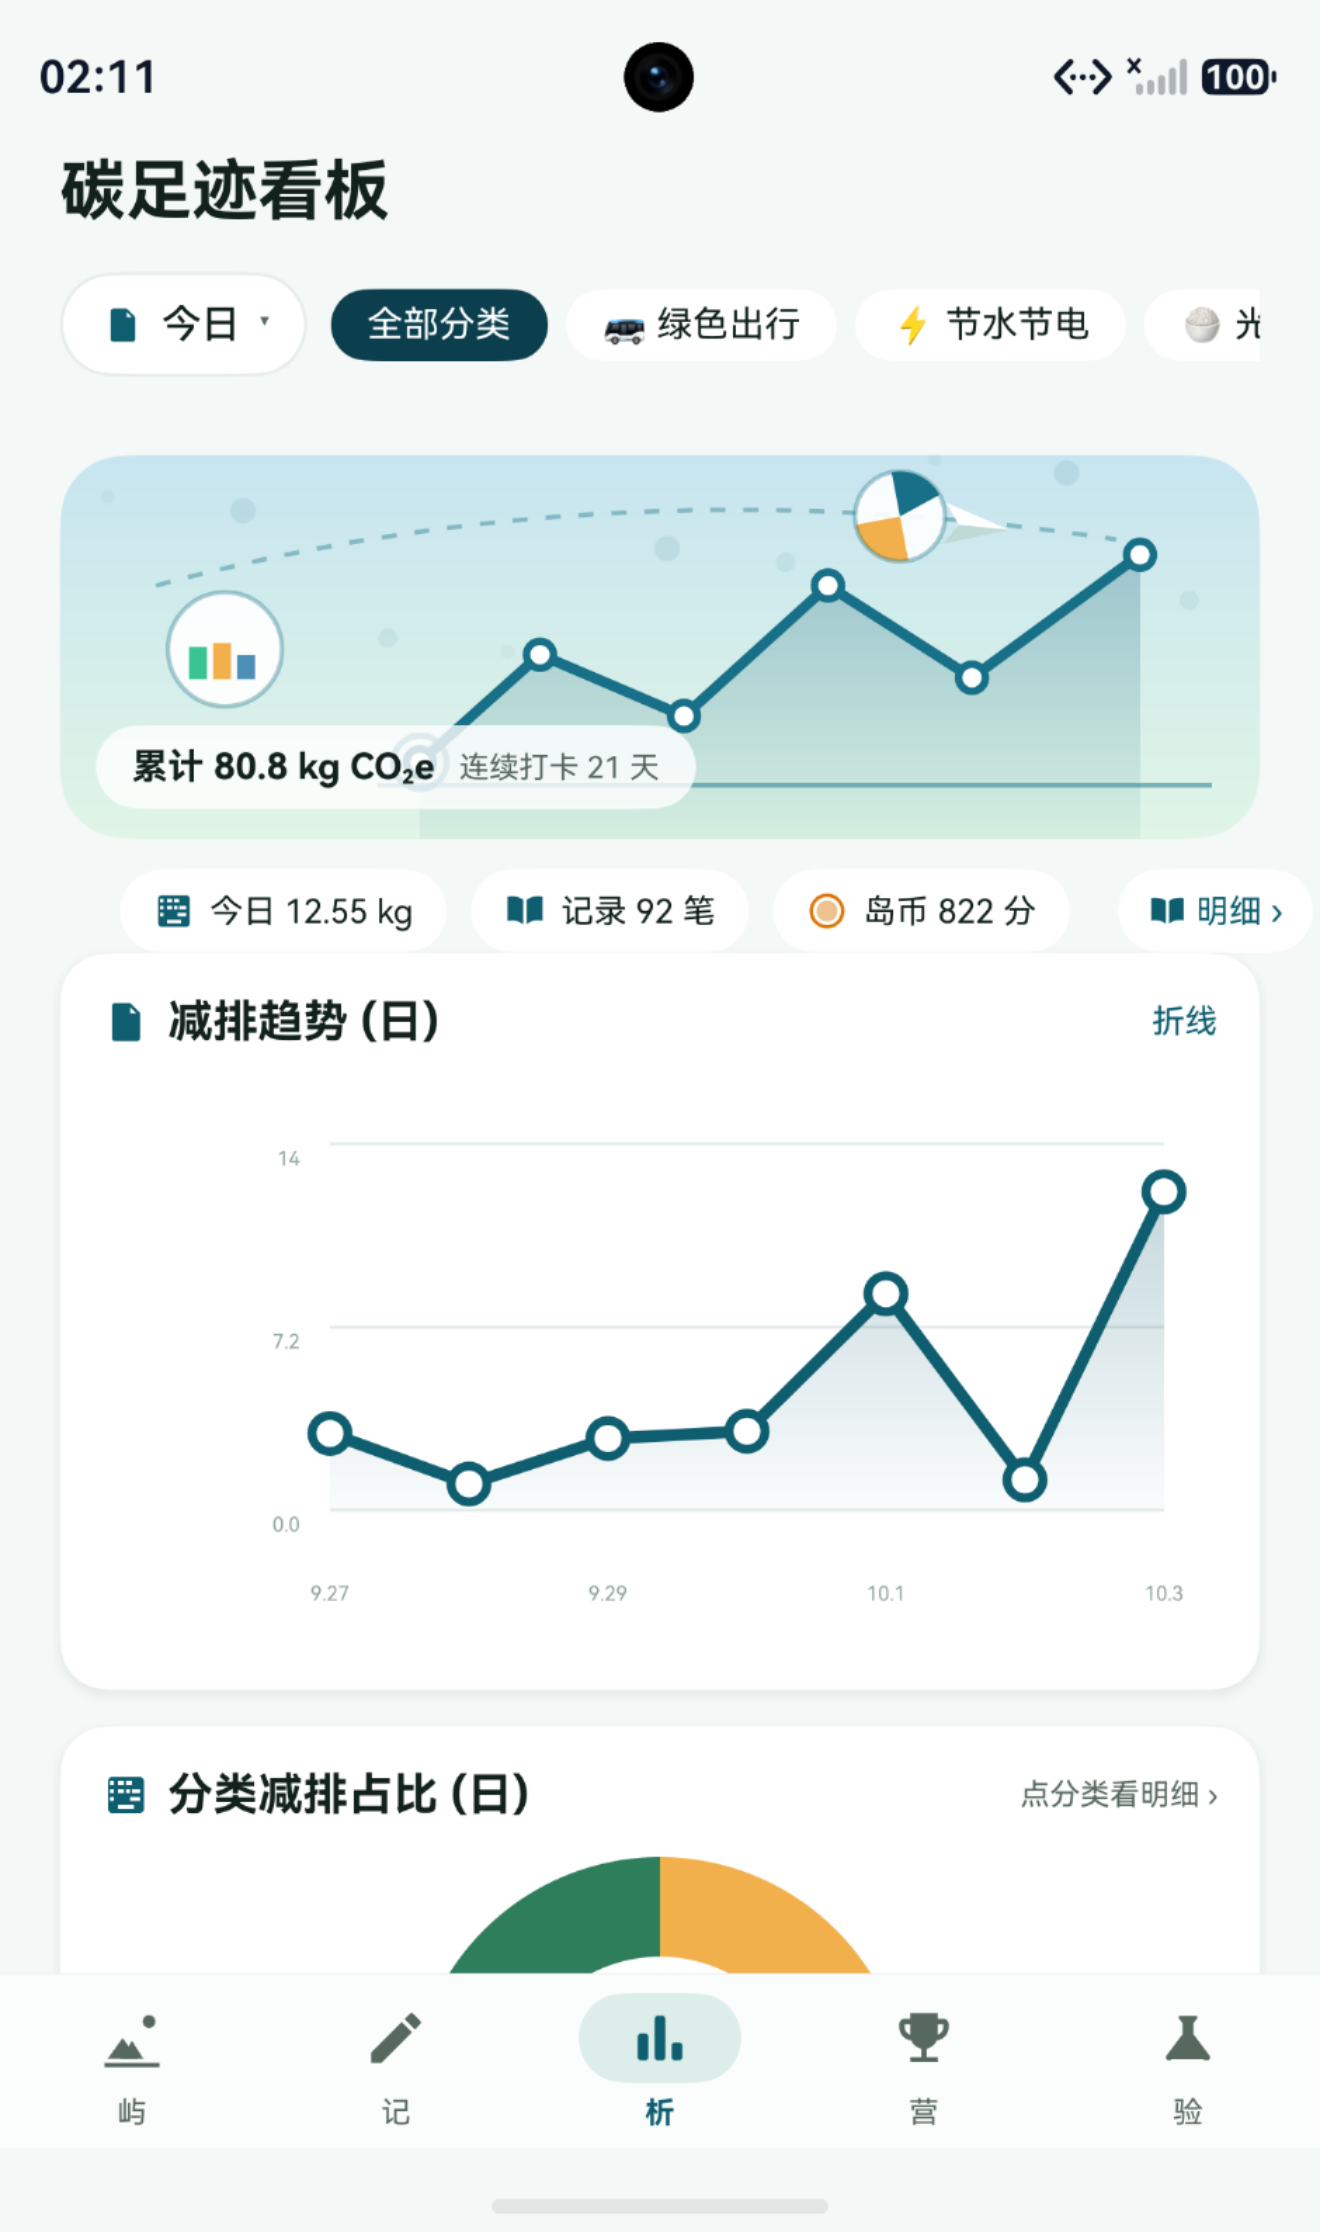 02:11
100
碳足迹看板
今日 ▾
全部分类
绿色出行
节水节电
光
累计 80.8 kg CO₂e 连续打卡 21 天
今日 12.55 kg
记录 92 笔
岛币 822 分
明细 ›
减排趋势 (日)
折线
14
7.2
0.0
9.27
9.29
10.1
10.3
分类减排占比 (日)
点分类看明细 ›
屿
记
析
营
验